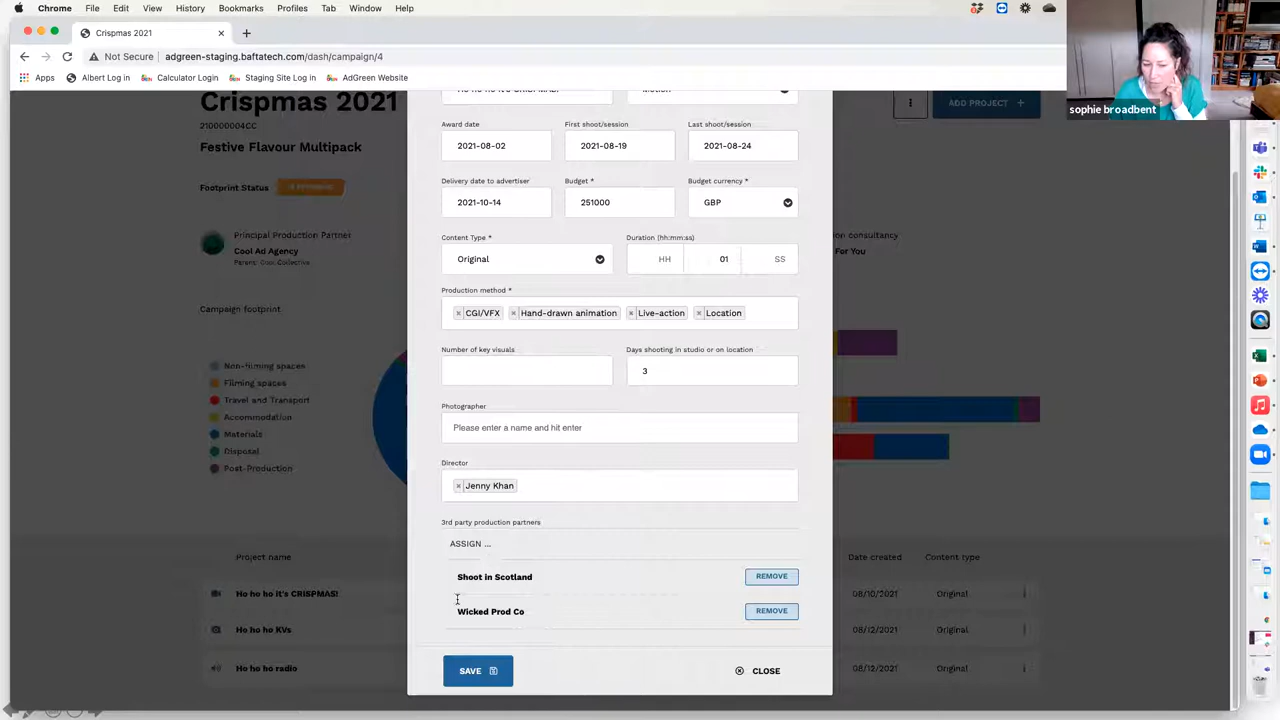 Chrome File Edit View History Bookmarks Profiles Tab Window Help
Crispmas 2021
Not Secure adgreen-staging.baftatech.com/dash/campaign/4
Apps Albert Log in Calculator Login Staging Site Log in AdGreen Website
sophie broadbent
Crispmas 2021
210000004CC
Festive Flavour Multipack
Footprint Status
Principal Production Partner
Cool Ad Agency
Parent: Cool Collective
Campaign footprint
Non-filming spaces
Filming spaces
Travel and Transport
Accommodation
Materials
Disposal
Post-Production
ADD PROJECT +
consultancy
For You
Award date First shoot/session Last shoot/session
2021-08-02 2021-08-19 2021-08-24
Delivery date to advertiser Budget * Budget currency *
2021-10-14 251000 GBP
Content Type * Duration (hh:mm:ss)
Original HH 01 SS
Production method *
× CGI/VFX × Hand-drawn animation × Live-action × Location
Number of key visuals Days shooting in studio or on location
3
Photographer
Please enter a name and hit enter
Director
× Jenny Khan
3rd party production partners
ASSIGN ...
Shoot in Scotland REMOVE
Wicked Prod Co REMOVE
SAVE CLOSE
Project name Date created Content type
Ho ho ho it's CRISPMAS! 08/10/2021 Original
Ho ho ho KVs 08/12/2021 Original
Ho ho ho radio 08/12/2021 Original